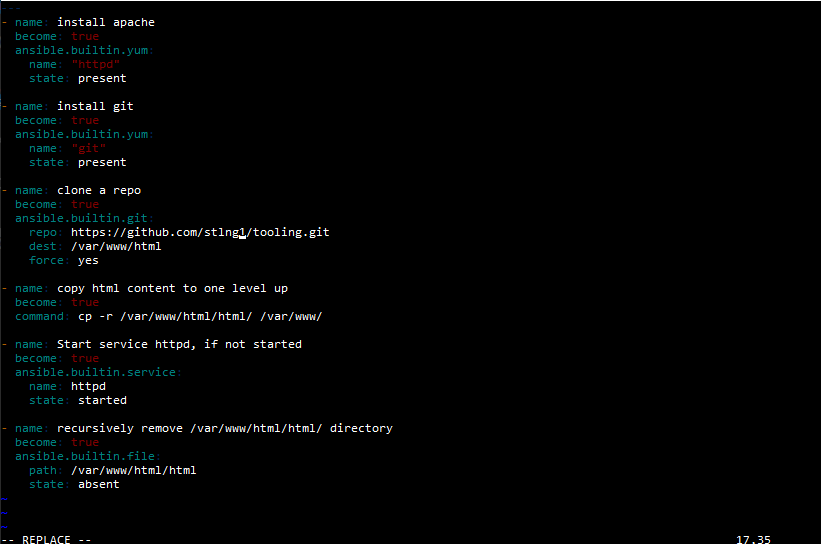 ---
- name: install apache
  become: true
  ansible.builtin.yum:
    name: "httpd"
    state: present

- name: install git
  become: true
  ansible.builtin.yum:
    name: "git"
    state: present

- name: clone a repo
  become: true
  ansible.builtin.git:
    repo: https://github.com/stlng1/tooling.git
    dest: /var/www/html
    force: yes

- name: copy html content to one level up
  become: true
  command: cp -r /var/www/html/html/ /var/www/

- name: Start service httpd, if not started
  become: true
  ansible.builtin.service:
    name: httpd
    state: started

- name: recursively remove /var/www/html/html/ directory
  become: true
  ansible.builtin.file:
    path: /var/www/html/html
    state: absent
~
~
~
-- REPLACE -- 17,35